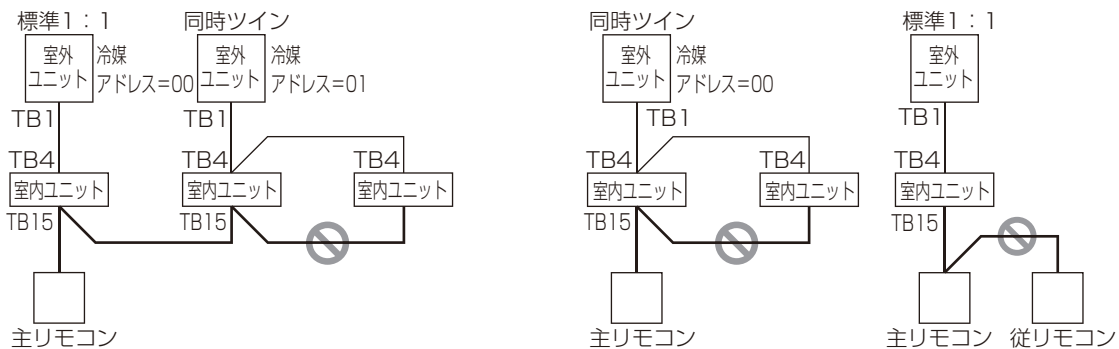 標準1：1
室外
ユニット
冷媒
アドレス=00
TB1
TB4
室内ユニット
TB15
主リモコン
同時ツイン
室外
ユニット
冷媒
アドレス=01
TB1
TB4
室内ユニット
TB15
TB4
室内ユニット
同時ツイン
室外
ユニット
冷媒
アドレス=00
TB1
TB4
室内ユニット
TB15
主リモコン
TB4
室内ユニット
標準1：1
室外
ユニット
TB1
TB4
室内ユニット
TB15
主リモコン
従リモコン